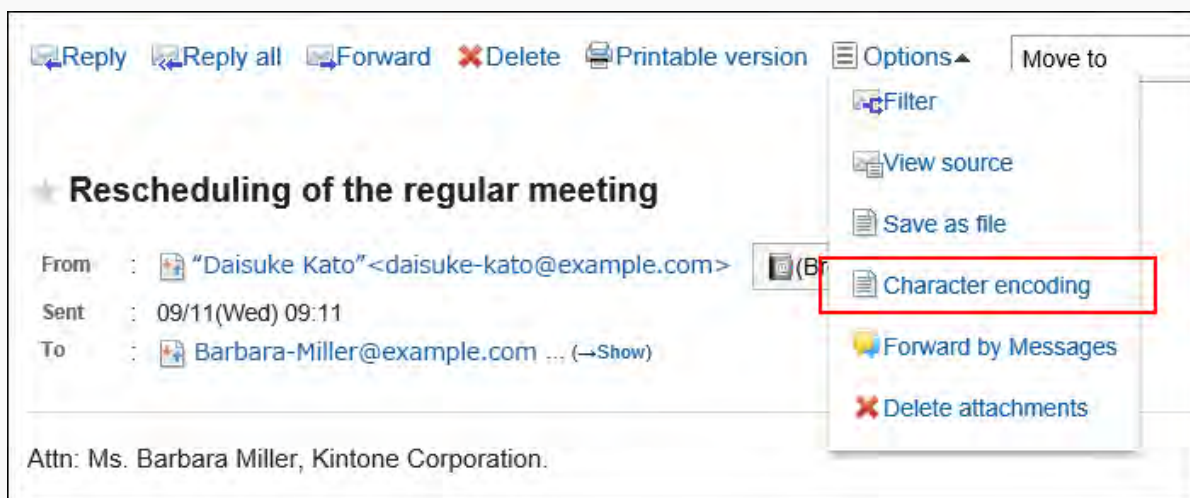 Reply Reply all Forward Delete Printable version Options▲ Move to
Filter
View source
Save as file
Character encoding
Forward by Messages
Delete attachments
Rescheduling of the regular meeting
From : "Daisuke Kato"<daisuke-kato@example.com>
Sent : 09/11(Wed) 09:11
To : Barbara-Miller@example.com ... (→Show)
Attn: Ms. Barbara Miller, Kintone Corporation.